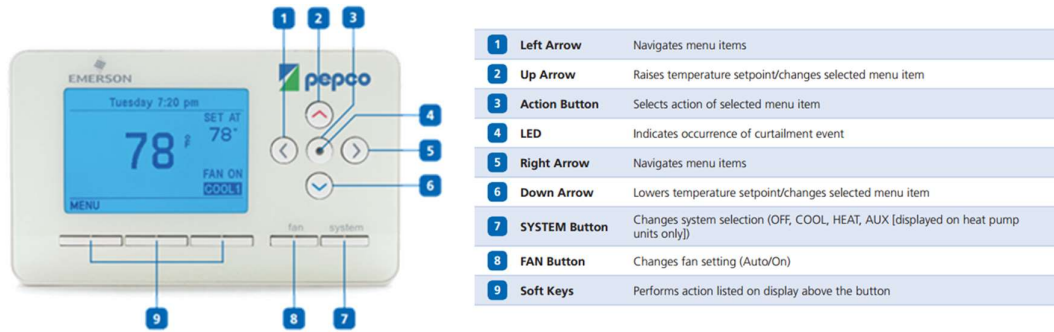 1 2 3
EMERSON
pepco
Tuesday 7:20 pm
SET AT
78°
78 °F
FAN ON
COOL1
MENU
4
5
6
fan system
9 8 7
1 Left Arrow Navigates menu items
2 Up Arrow Raises temperature setpoint/changes selected menu item
3 Action Button Selects action of selected menu item
4 LED Indicates occurrence of curtailment event
5 Right Arrow Navigates menu items
6 Down Arrow Lowers temperature setpoint/changes selected menu item
7 SYSTEM Button Changes system selection (OFF, COOL, HEAT, AUX [displayed on heat pump
units only])
8 FAN Button Changes fan setting (Auto/On)
9 Soft Keys Performs action listed on display above the button